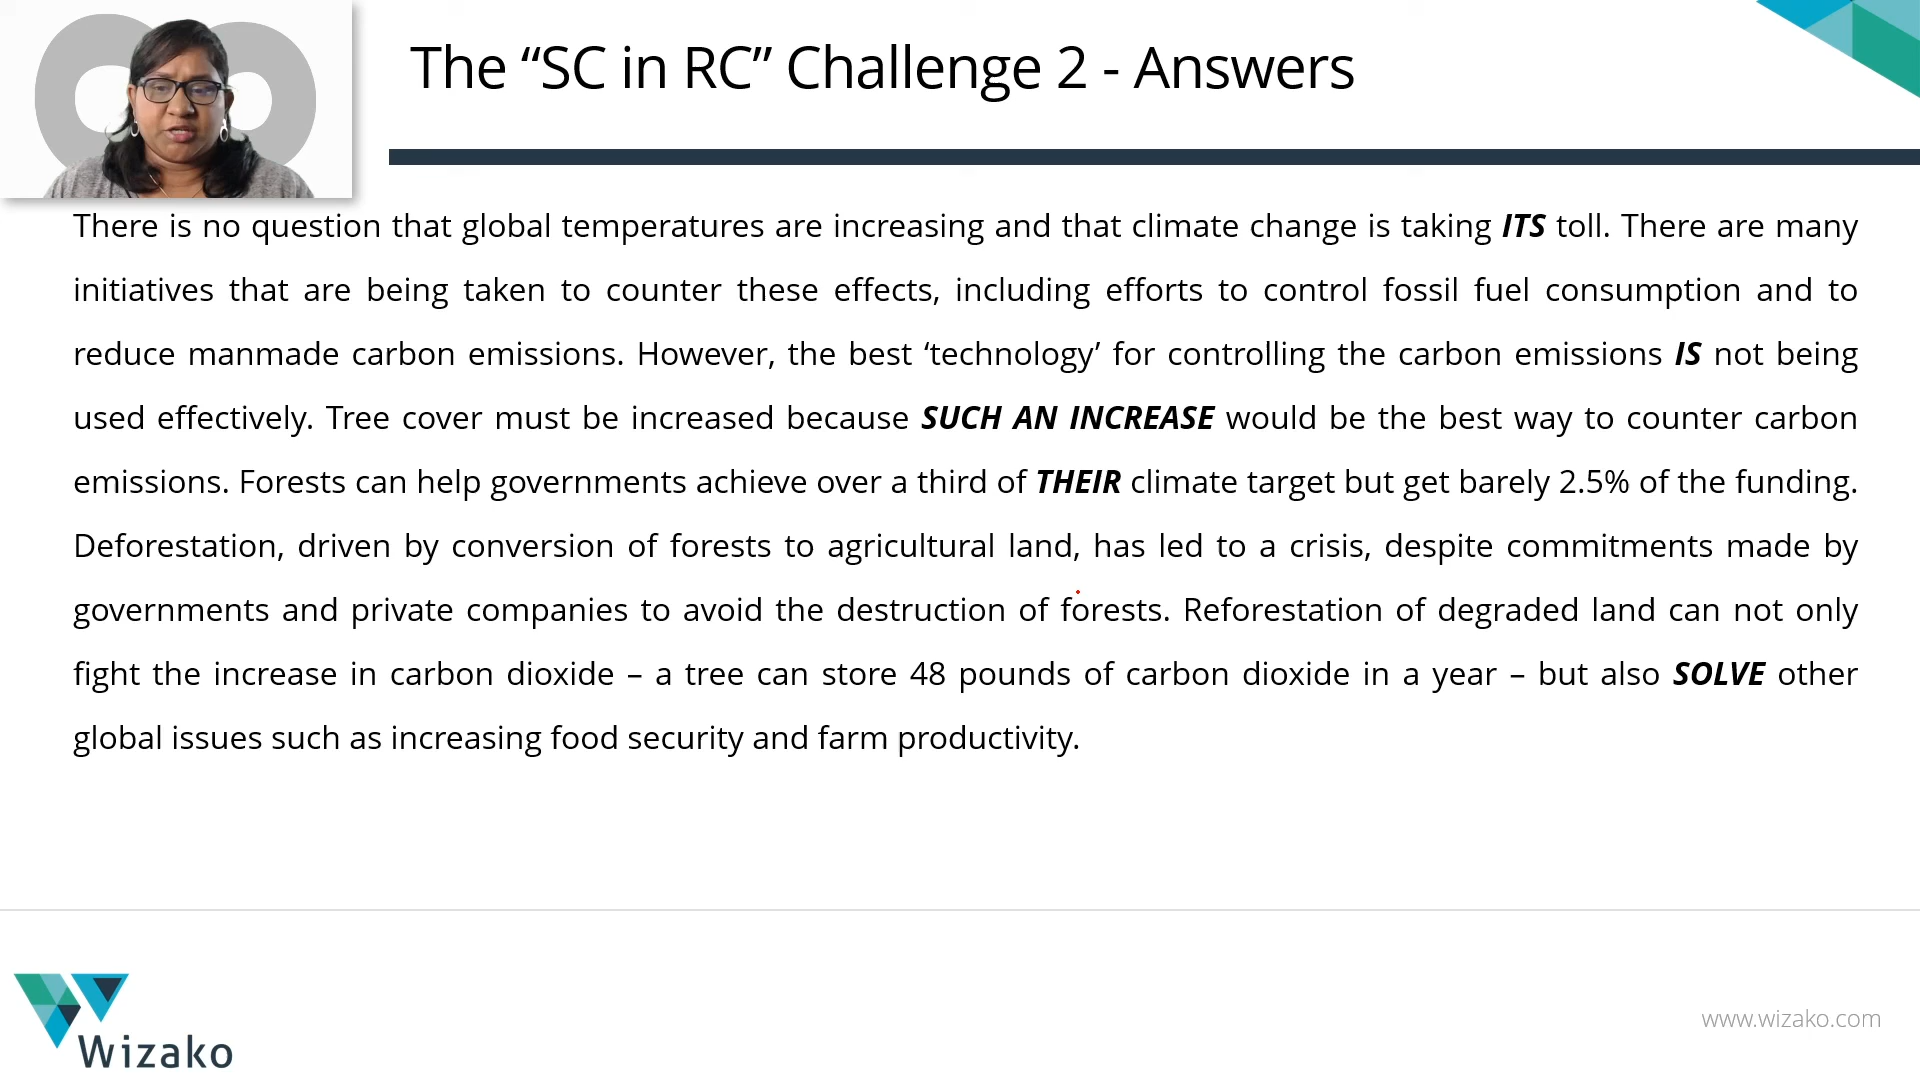 The “SC in RC” Challenge 2 - Answers
There is no question that global temperatures are increasing and that climate change is taking ITS toll. There are many
initiatives that are being taken to counter these effects, including efforts to control fossil fuel consumption and to
reduce manmade carbon emissions. However, the best ‘technology’ for controlling the carbon emissions IS not being
used effectively. Tree cover must be increased because SUCH AN INCREASE would be the best way to counter carbon
emissions. Forests can help governments achieve over a third of THEIR climate target but get barely 2.5% of the funding.
Deforestation, driven by conversion of forests to agricultural land, has led to a crisis, despite commitments made by
governments and private companies to avoid the destruction of forests. Reforestation of degraded land can not only
fight the increase in carbon dioxide – a tree can store 48 pounds of carbon dioxide in a year – but also SOLVE other
global issues such as increasing food security and farm productivity.
Wizako
www.wizako.com